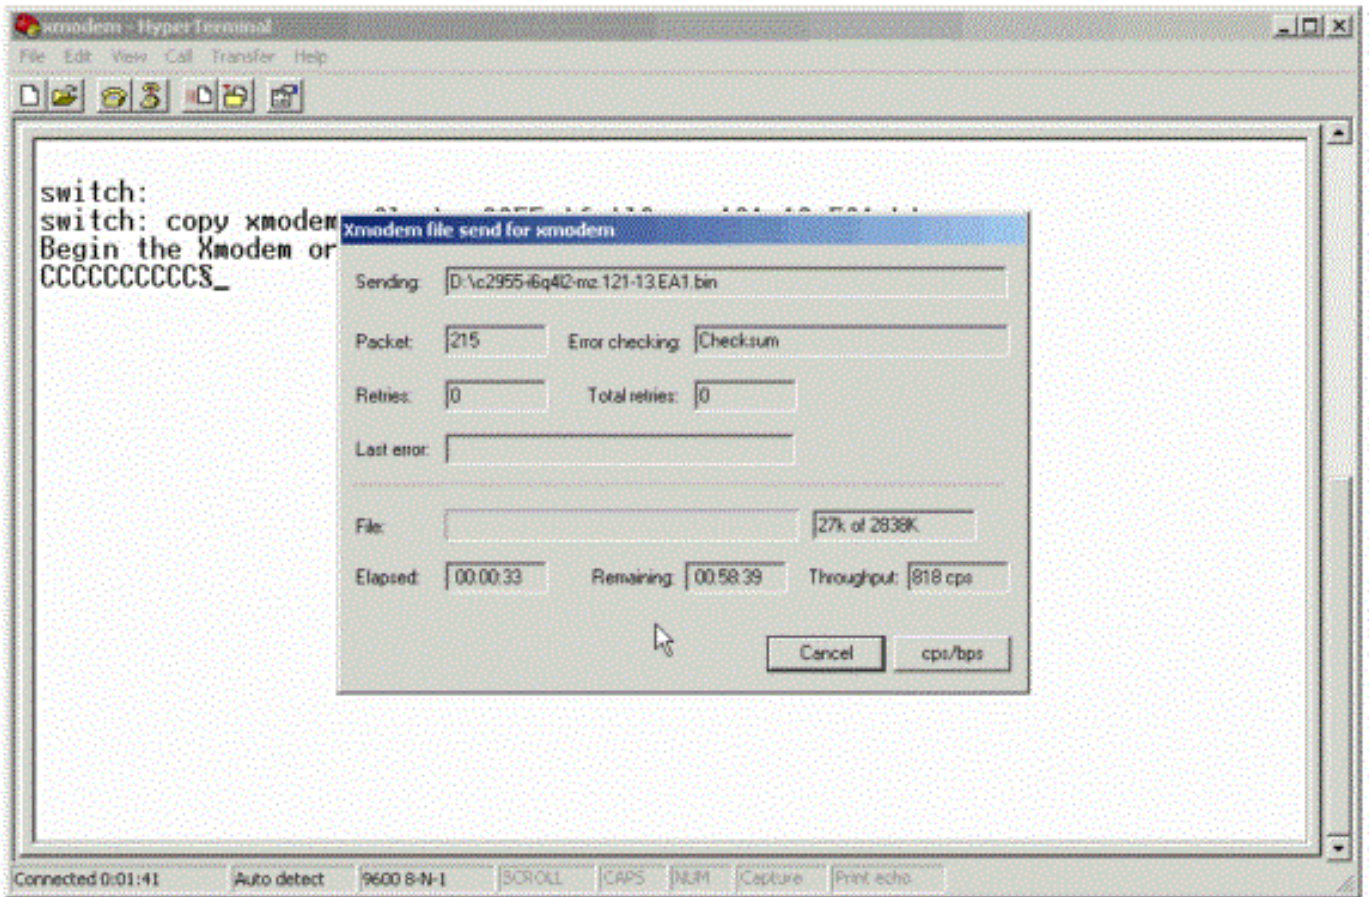 xmodem - HyperTerminal
File Edit View Call Transfer Help
switch:
switch: copy xmodem
Begin the Xmodem or
CCCCCCCCCC
Xmodem file send for xmodem
Sending: D:\c2955-i6q4l2-mz.121-13.EA1.bin
Packet: 215 Error checking: Checksum
Retries: 0 Total retries: 0
Last error:
File: 27k of 2838K
Elapsed: 00:00:33 Remaining: 00:58:39 Throughput: 818 cps
Cancel cps/bps
Connected 0:01:41 Auto detect 9600 8-N-1 SCROLL CAPS NUM Capture Print echo